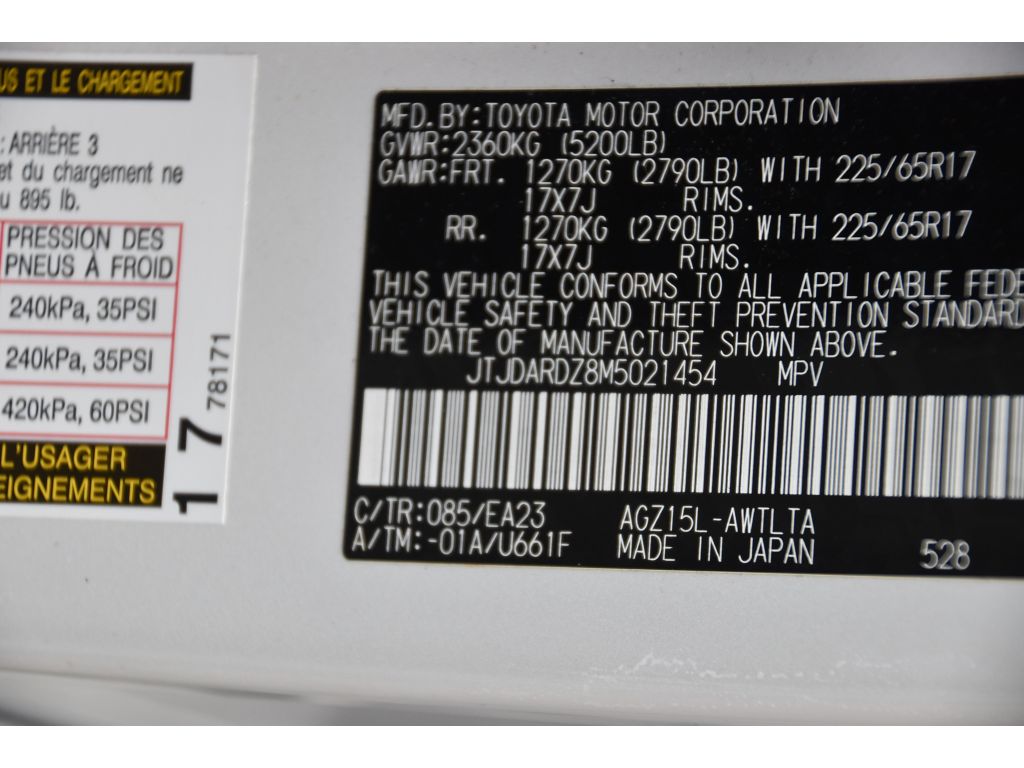 US ET LE CHARGEMENT
: ARRIÈRE 3
et du chargement ne
u 895 lb.
PRESSION DES
PNEUS À FROID
240kPa, 35PSI
240kPa, 35PSI
420kPa, 60PSI
L'USAGER
EIGNEMENTS
1 7
78171
MFD.BY:TOYOTA MOTOR CORPORATION
GVWR:2360KG (5200LB)
GAWR:FRT. 1270KG (2790LB) WITH 225/65R17
17X7J RIMS.
RR. 1270KG (2790LB) WITH 225/65R17
17X7J RIMS.
THIS VEHICLE CONFORMS TO ALL APPLICABLE FEDE
VEHICLE SAFETY AND THEFT PREVENTION STANDARD
THE DATE OF MANUFACTURE SHOWN ABOVE.
JTJDARDZ8M5021454 MPV
C/TR:085/EA23 AGZ15L-AWTLTA
A/TM:-01A/U661F MADE IN JAPAN 528